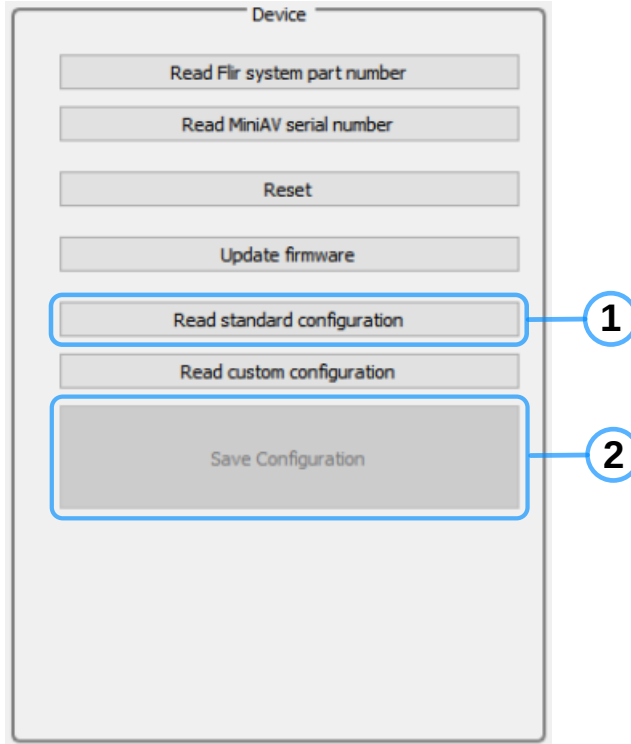 Device
Read Flir system part number
Read MiniAV serial number
Reset
Update firmware
Read standard configuration
1
Read custom configuration
Save Configuration
2